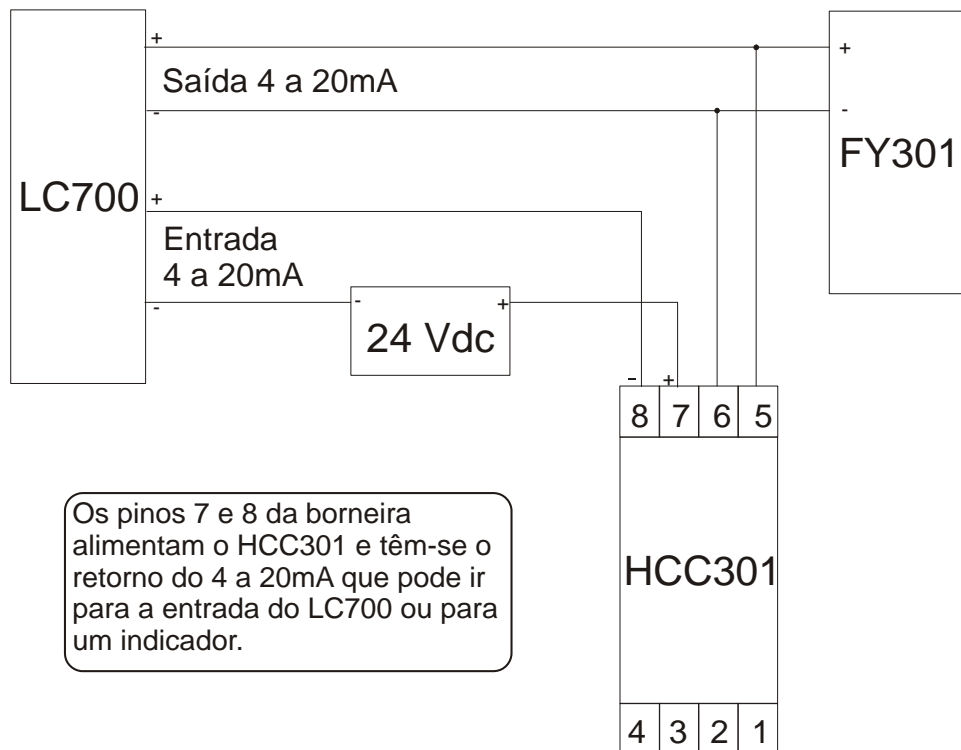 +
+
Saída 4 a 20mA
-
-
FY301
LC700
+
Entrada
4 a 20mA
-
-
+
24 Vdc
-
+
8
7
6
5
Os pinos 7 e 8 da borneira
alimentam o HCC301 e têm-se o
retorno do 4 a 20mA que pode ir
para a entrada do LC700 ou para
um indicador.
HCC301
4
3
2
1